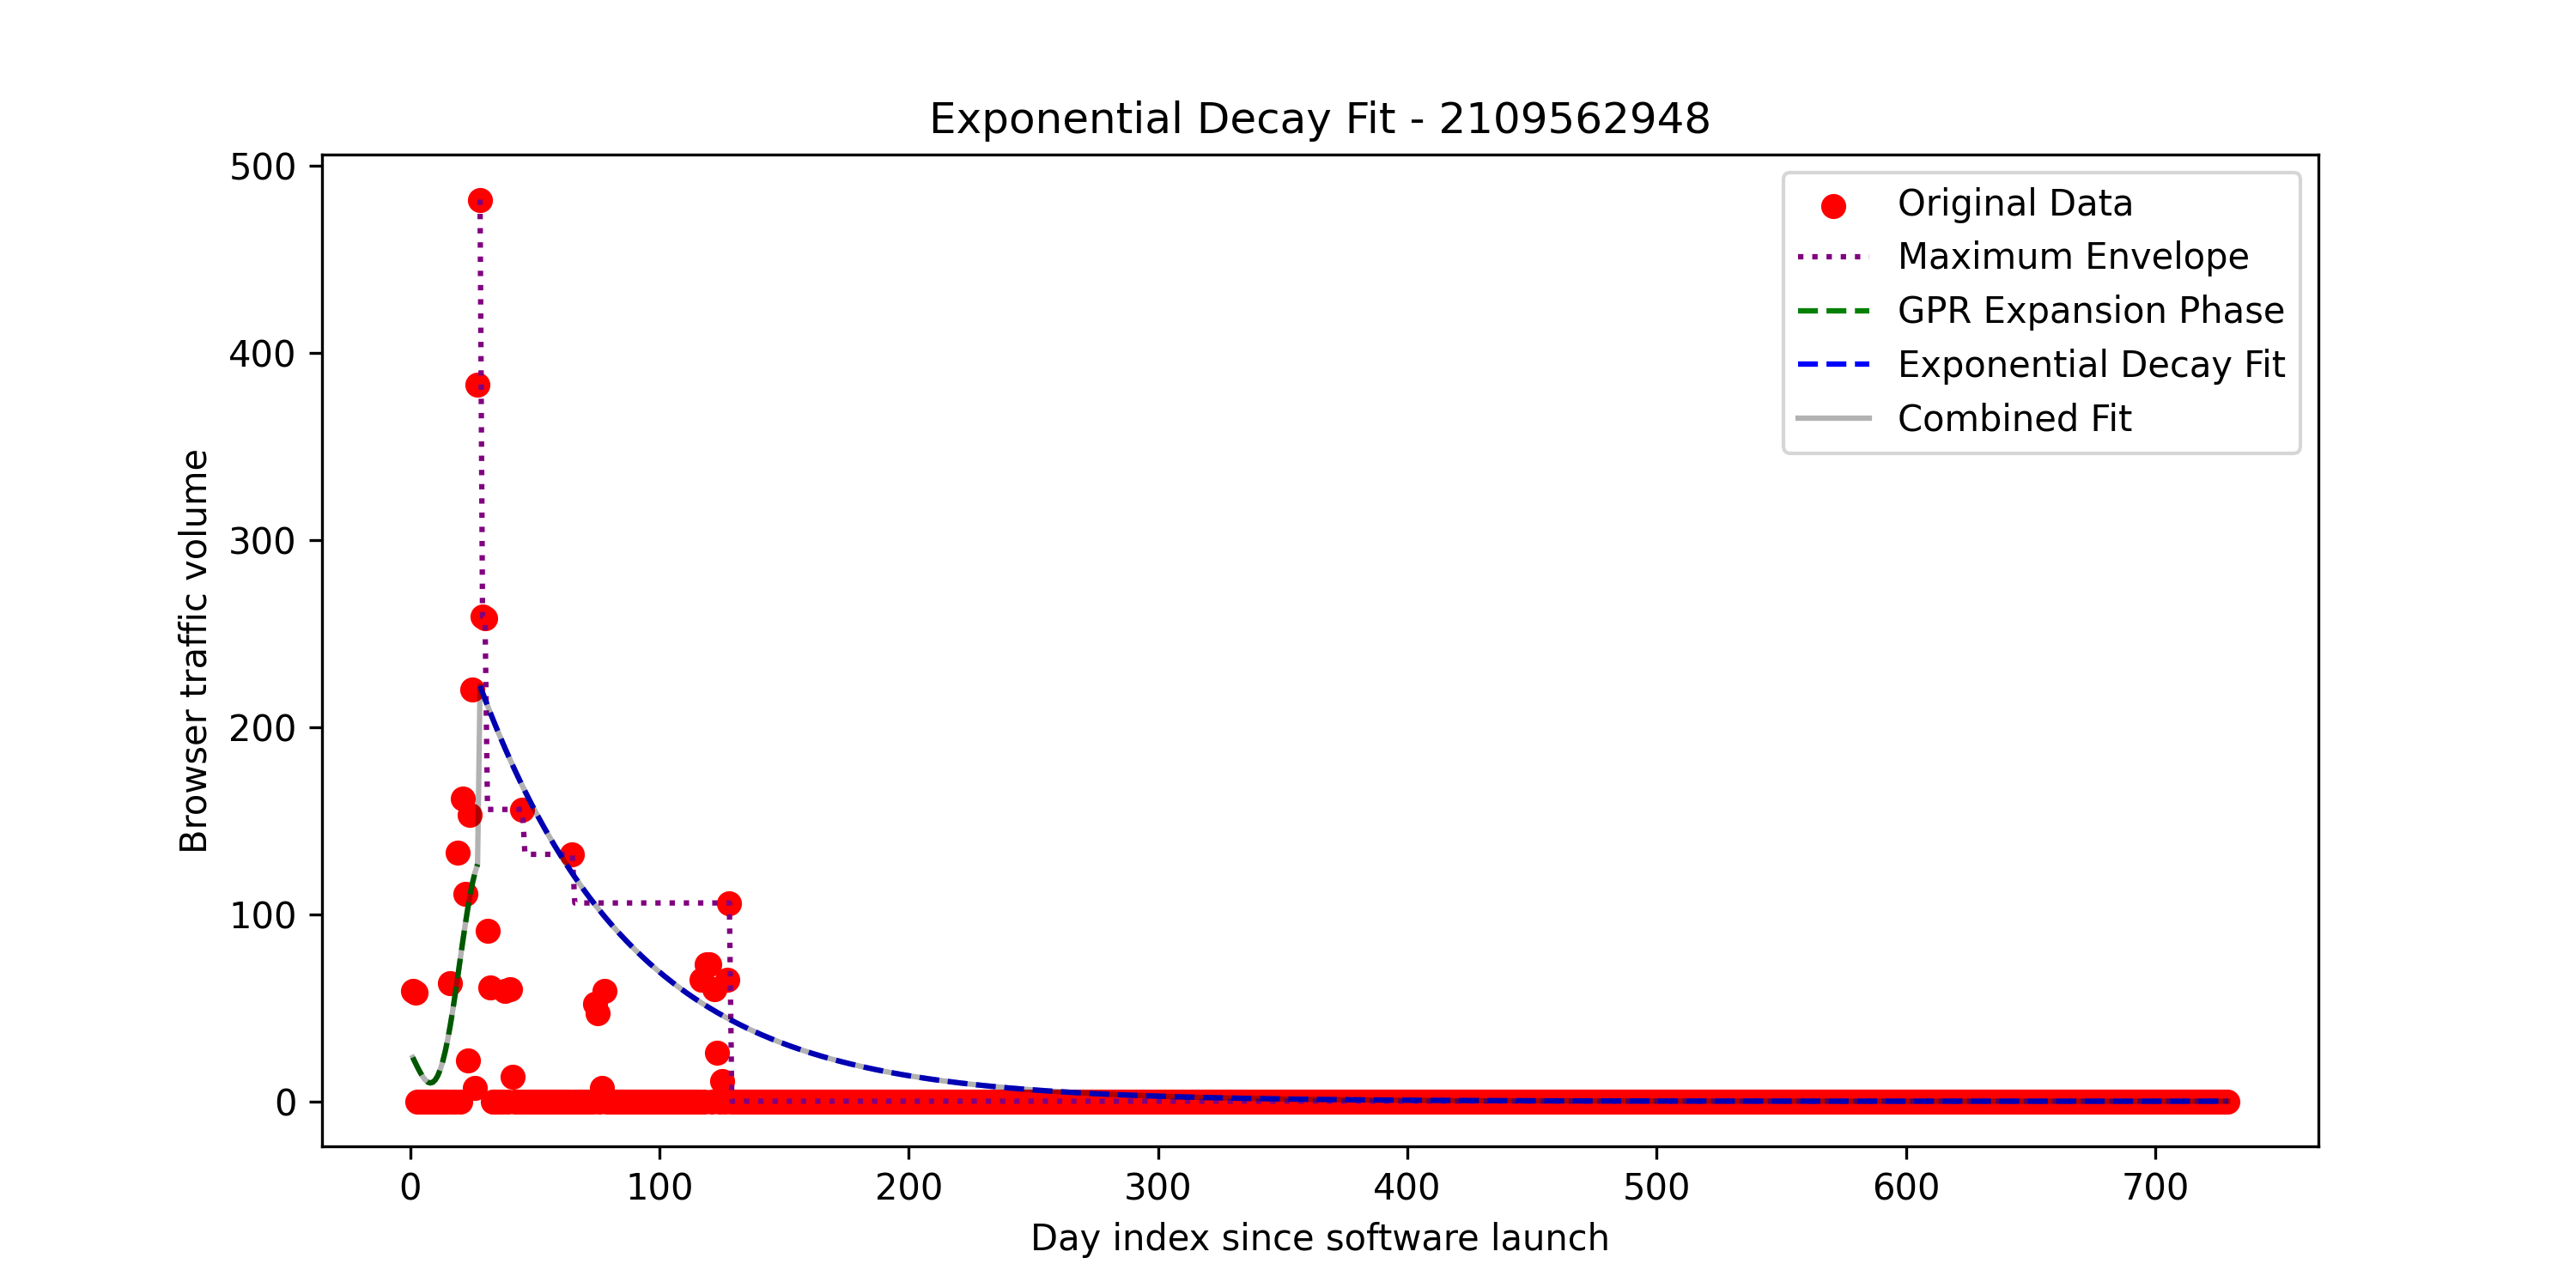 Exponential Decay Fit - 2109562948
Browser traffic volume
500
400
300
200
100
0
Original Data
Maximum Envelope
GPR Expansion Phase
Exponential Decay Fit
Combined Fit
0 100 200 300 400 500 600 700
Day index since software launch